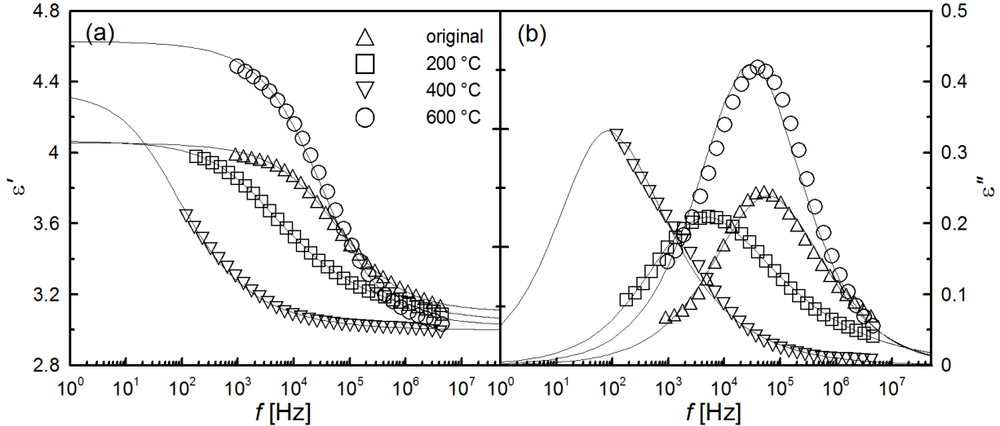 (a)
original
200 °C
400 °C
600 °C
(b)
4.8
4.4
4
3.6
3.2
2.8
ε′
0.5
0.4
0.3
0.2
0.1
0
ε″
10⁰ 10¹ 10² 10³ 10⁴ 10⁵ 10⁶ 10⁷
10⁰ 10¹ 10² 10³ 10⁴ 10⁵ 10⁶ 10⁷
f [Hz]
f [Hz]